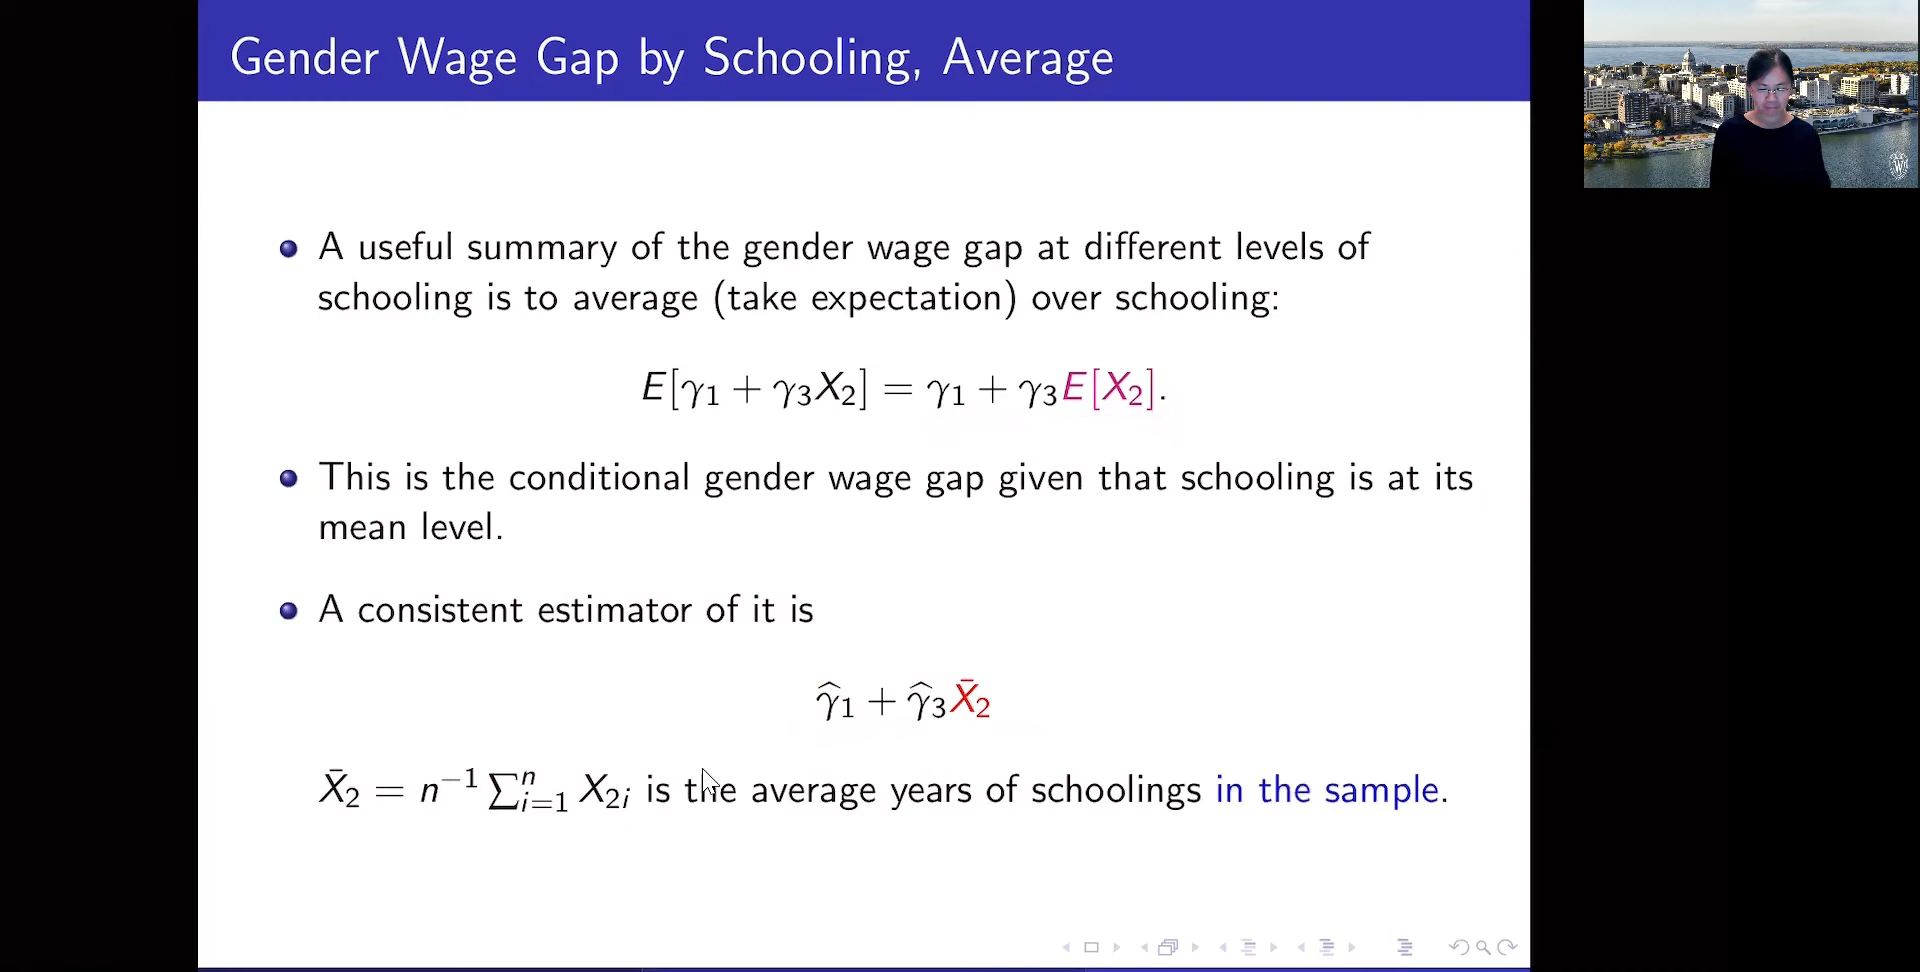 Gender Wage Gap by Schooling, Average
A useful summary of the gender wage gap at different levels of
schooling is to average (take expectation) over schooling:
E[γ₁ + γ₃X₂] = γ₁ + γ₃E[X₂].
This is the conditional gender wage gap given that schooling is at its
mean level.
A consistent estimator of it is
γ̂₁ + γ̂₃X̄₂
X̄₂ = n⁻¹ ∑ⁿᵢ₌₁ X₂ᵢ is the average years of schoolings in the sample.
W